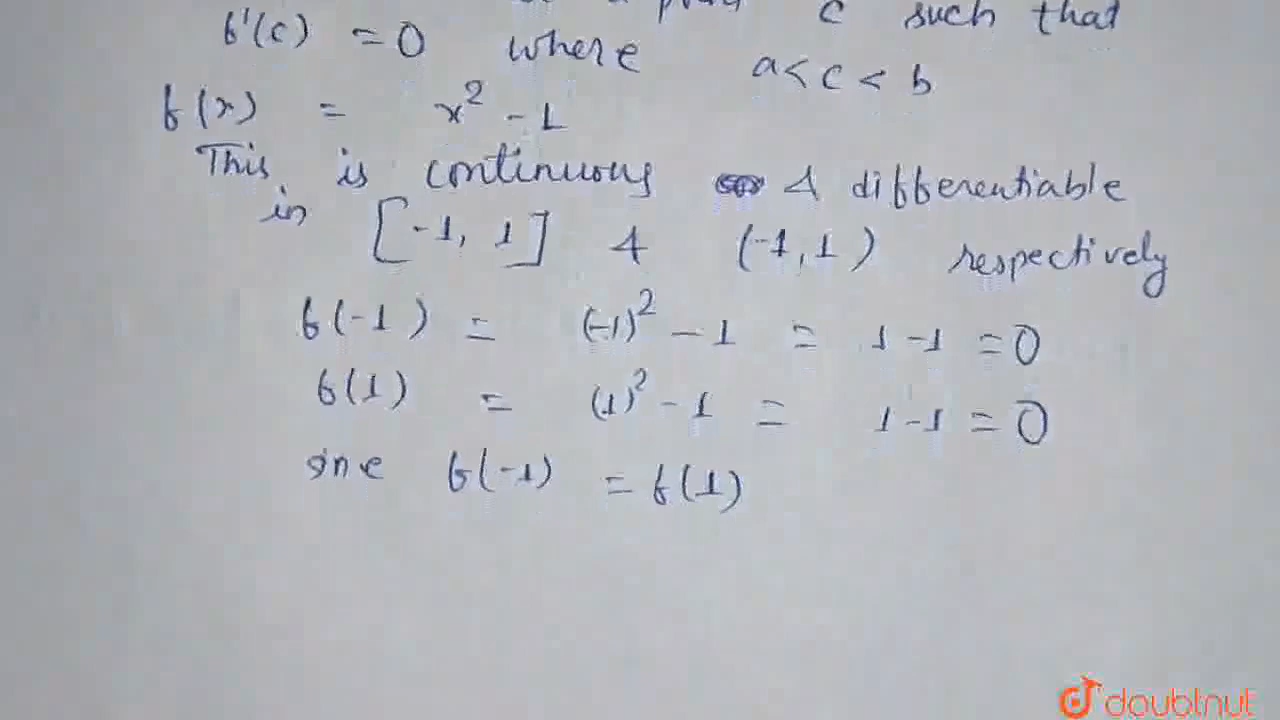 c such that
f'(c) = 0 where a < c < b
f(x) = x² - 1
This is continuous & differentiable
in [-1, 1] & (-1, 1) respectively
f(-1) = (-1)² - 1 = 1 - 1 = 0
f(1) = (1)² - 1 = 1 - 1 = 0
sine f(-1) = f(1)
doubtnut